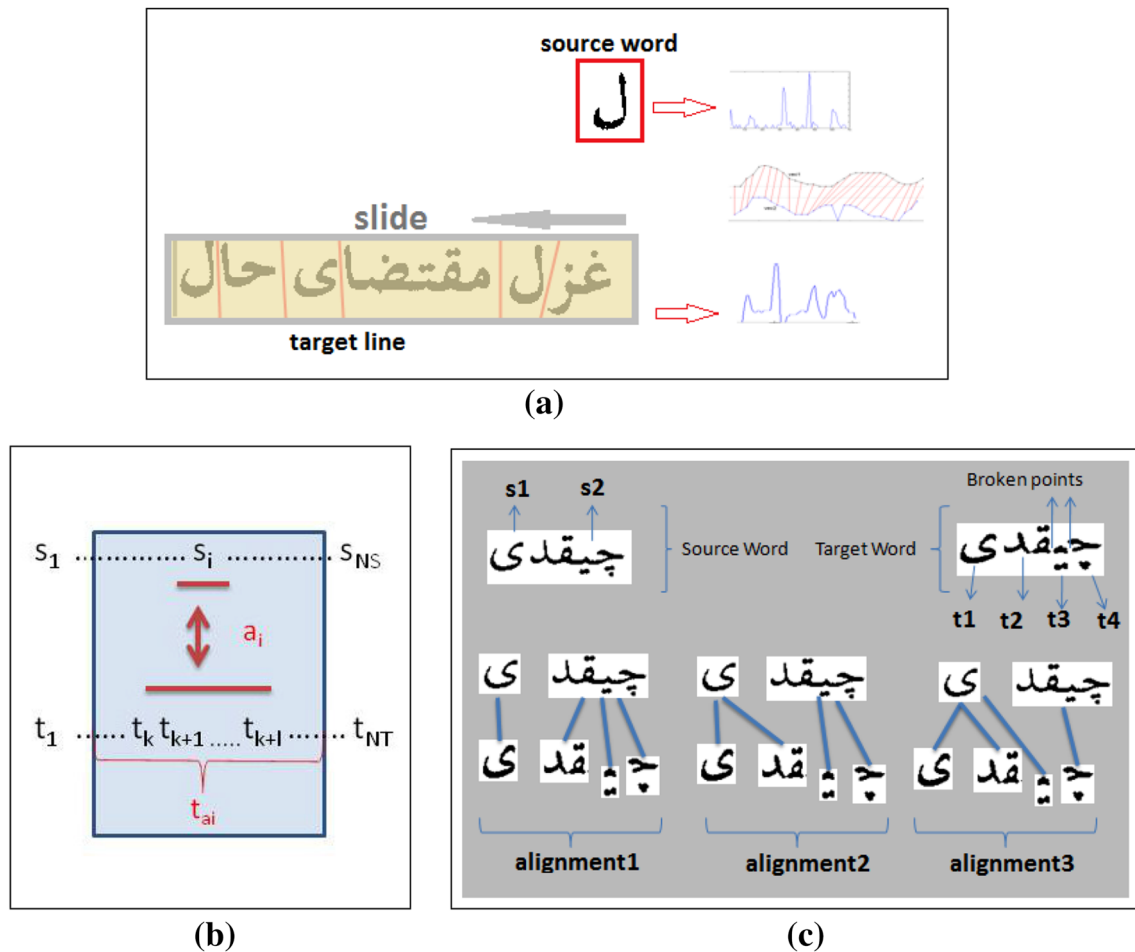 source word
ل
vec1
vec2
slide
غزل مقتضای حال
target line
(a)
s1 s2
Broken points
چیقدی
Source Word
Target Word
چیقدی
t1 t2 t3 t4
S1 ............ Si ............ SNS
ai
t1 ...... tk tk+1 ..... tk+l ...... tNT
tai
ی چیقد
ی قد چ
ی چیقد
ی قد چ
ی چیقد
ی قد چ
alignment1 alignment2 alignment3
(b)
(c)